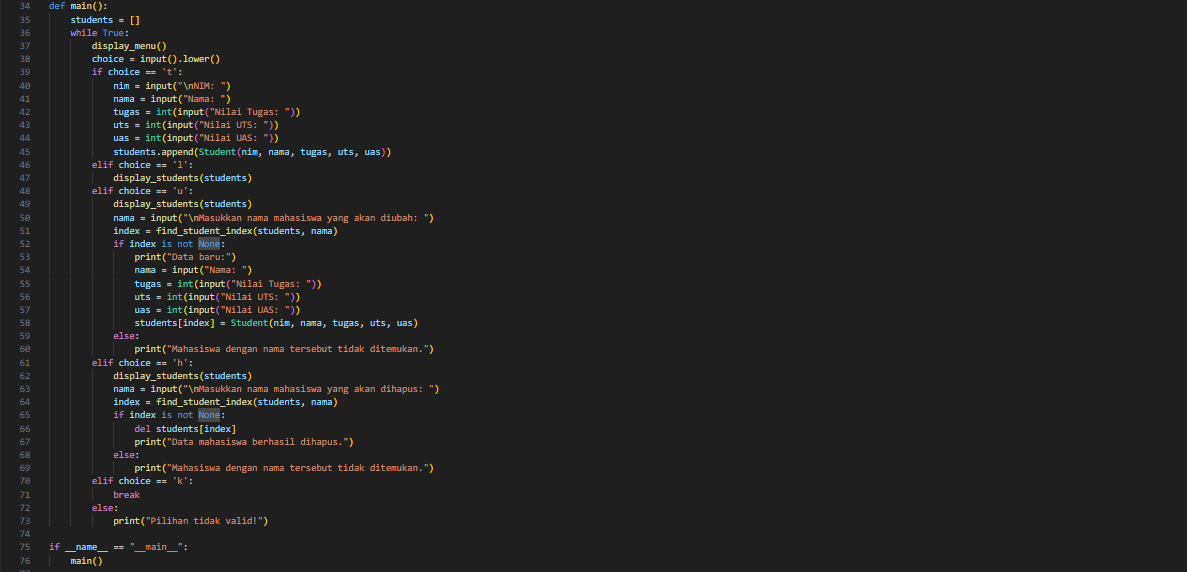 34 def main():
35     students = []
36     while True:
37         display_menu()
38         choice = input().lower()
39         if choice == 't':
40             nim = input("\nNIM: ")
41             nama = input("Nama: ")
42             tugas = int(input("Nilai Tugas: "))
43             uts = int(input("Nilai UTS: "))
44             uas = int(input("Nilai UAS: "))
45             students.append(Student(nim, nama, tugas, uts, uas))
46         elif choice == 'l':
47             display_students(students)
48         elif choice == 'u':
49             display_students(students)
50             nama = input("\nMasukkan nama mahasiswa yang akan diubah: ")
51             index = find_student_index(students, nama)
52             if index is not None:
53                 print("Data baru:")
54                 nama = input("Nama: ")
55                 tugas = int(input("Nilai Tugas: "))
56                 uts = int(input("Nilai UTS: "))
57                 uas = int(input("Nilai UAS: "))
58                 students[index] = Student(nim, nama, tugas, uts, uas)
59             else:
60                 print("Mahasiswa dengan nama tersebut tidak ditemukan.")
61         elif choice == 'h':
62             display_students(students)
63             nama = input("\nMasukkan nama mahasiswa yang akan dihapus: ")
64             index = find_student_index(students, nama)
65             if index is not None:
66                 del students[index]
67                 print("Data mahasiswa berhasil dihapus.")
68             else:
69                 print("Mahasiswa dengan nama tersebut tidak ditemukan.")
70         elif choice == 'k':
71             break
72         else:
73             print("Pilihan tidak valid!")
74
75 if __name__ == "__main__":
76     main()